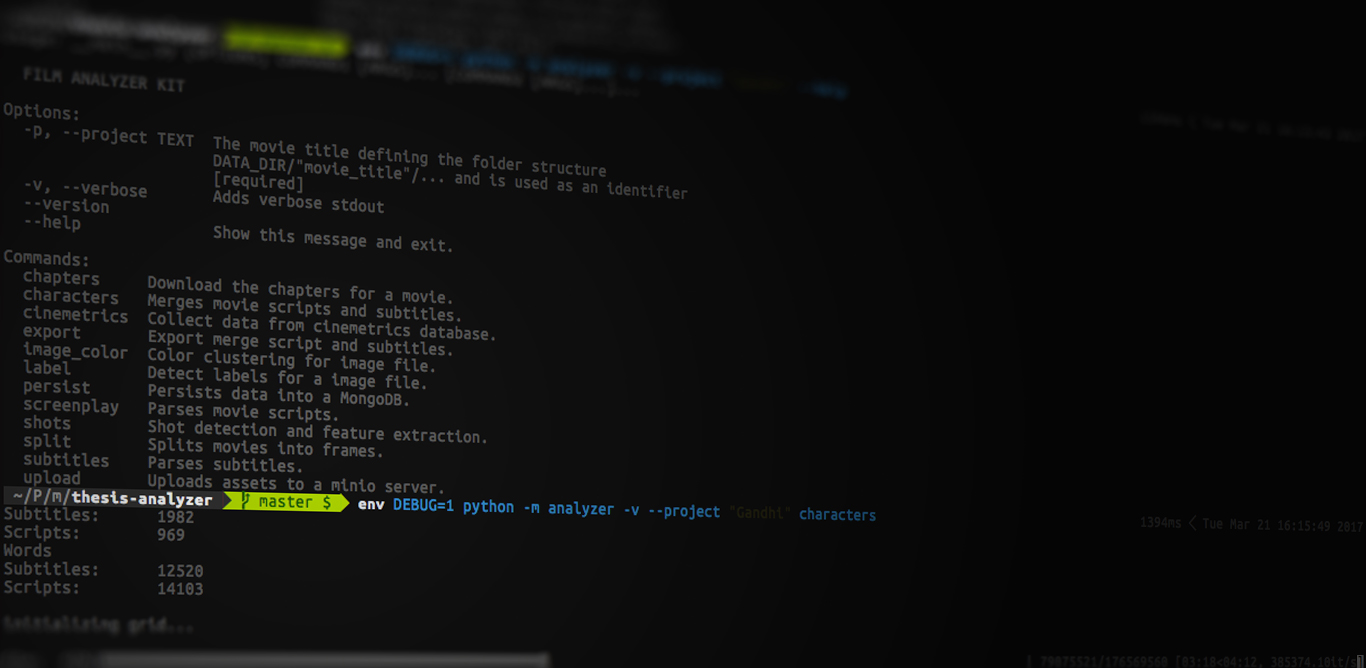 FILM ANALYZER KIT
Options:
-p, --project TEXT The movie title defining the folder structure
DATA_DIR/"movie_title"/... and is used as an identifier
[required]
-v, --verbose Adds verbose stdout
--version
--help Show this message and exit.
Commands:
chapters Download the chapters for a movie.
characters Merges movie scripts and subtitles.
cinemetrics Collect data from cinemetrics database.
export Export merge script and subtitles.
image_color Color clustering for image file.
label Detect labels for a image file.
persist Persists data into a MongoDB.
screenplay Parses movie scripts.
shots Shot detection and feature extraction.
split Splits movies into frames.
subtitles Parses subtitles.
upload Uploads assets to a minio server.
~/P/m/thesis-analyzer master $ env DEBUG=1 python -m analyzer -v --project "Gandhi" characters
1394ms < Tue Mar 21 16:15:49 2017
Subtitles: 1982
Scripts: 969
Words
Subtitles: 12520
Scripts: 14103
initializing grid...